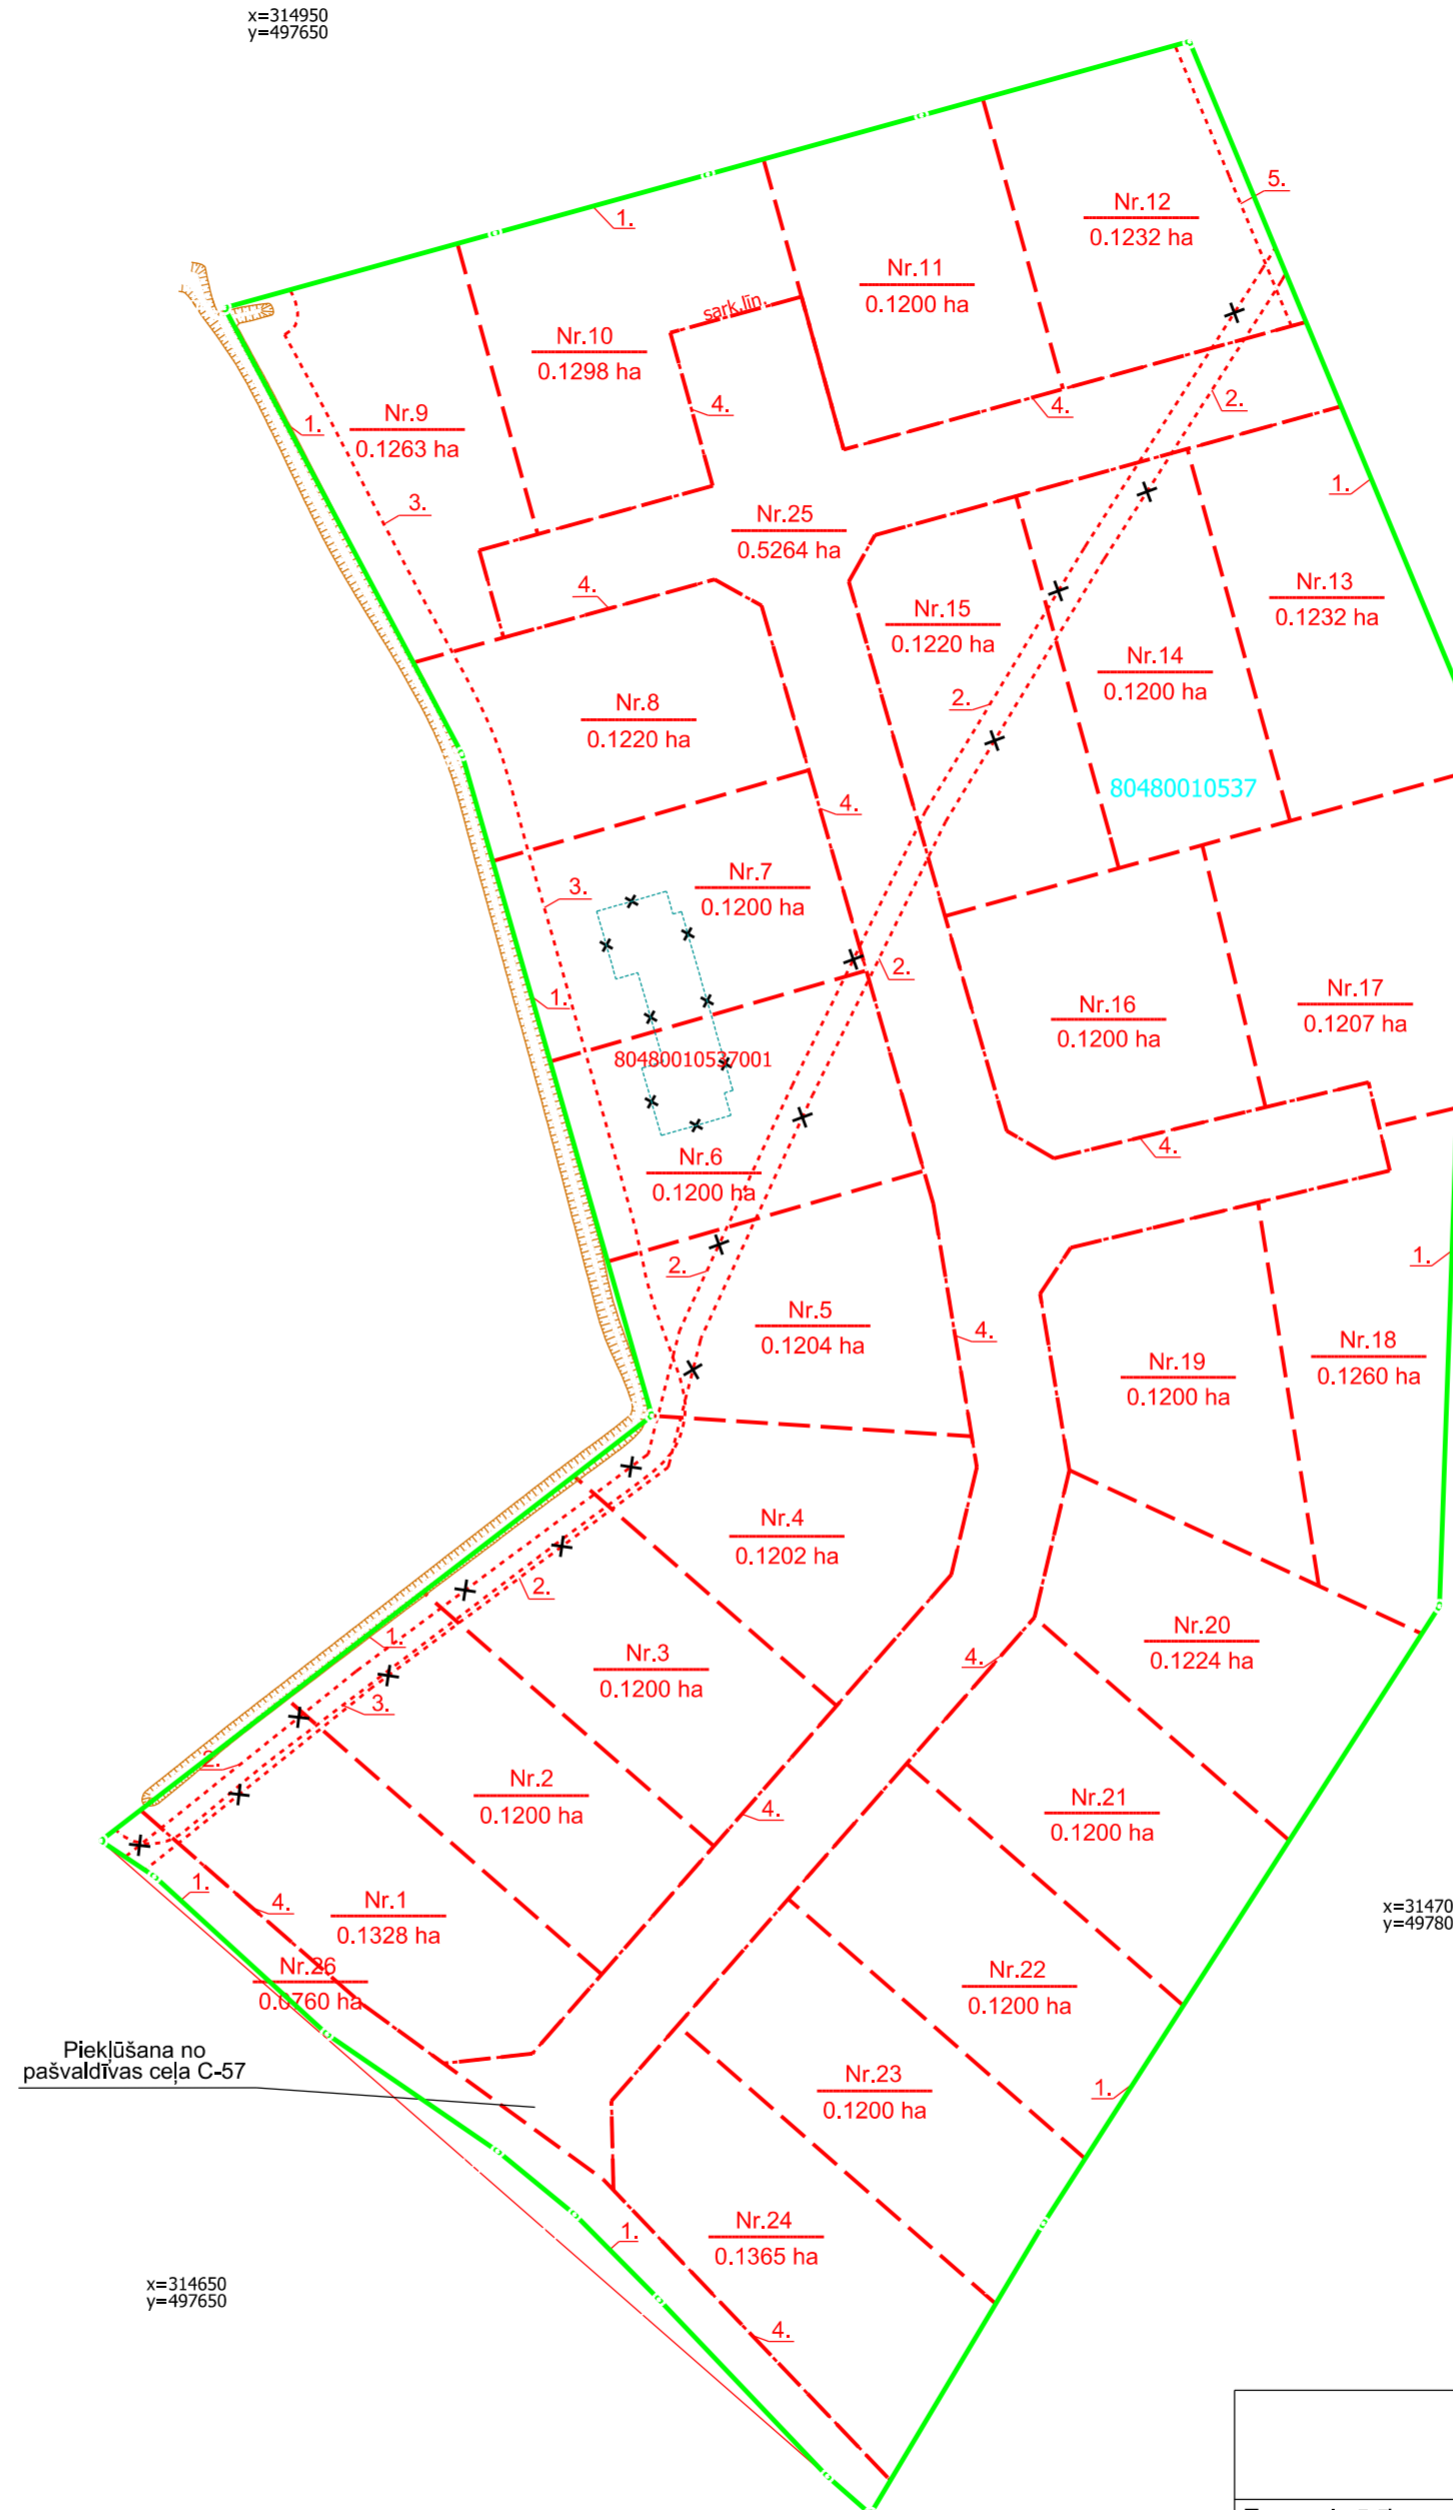 x=314950
y=497650
1.
5.
Nr.12
0.1232 ha
Nr.11
0.1200 ha
sark.līn.
Nr.10
0.1298 ha
4.
4.
2.
Nr.9
0.1263 ha
1.
3.
1.
Nr.25
0.5264 ha
4.
Nr.15
0.1220 ha
Nr.13
0.1232 ha
Nr.14
0.1200 ha
2.
Nr.8
0.1220 ha
80480010537
4.
3.
Nr.7
0.1200 ha
2.
1.
Nr.16
0.1200 ha
Nr.17
0.1207 ha
80480010537001
4.
Nr.6
0.1200 ha
2.
1.
Nr.5
0.1204 ha
4.
Nr.19
0.1200 ha
Nr.18
0.1260 ha
Nr.4
0.1202 ha
2.
1.
Nr.3
0.1200 ha
4.
Nr.20
0.1224 ha
3.
2.
Nr.2
0.1200 ha
4.
Nr.21
0.1200 ha
1.
4.
Nr.1
0.1328 ha
x=31470
y=49780
Nr.26
0.0760 ha
Nr.22
0.1200 ha
Piekļūšana no
pašvaldīvas ceļa C-57
Nr.23
0.1200 ha
1.
Nr.24
0.1365 ha
1.
x=314650
y=497650
4.